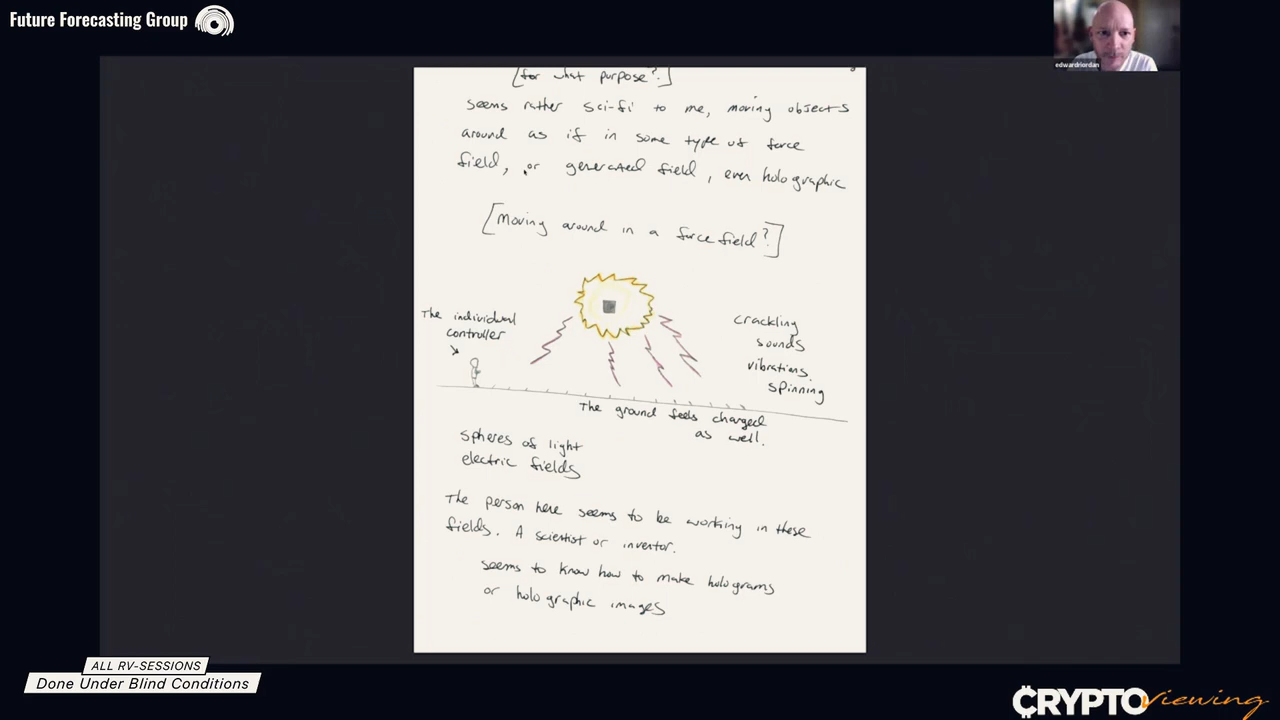 Future Forecasting Group
edwardriordan
[for what purpose?]
seems rather sci-fi to me, moving objects
around as if in some type of force
field, or generated field, even holographic
[Moving around in a force field?]
The individual
controller
crackling
sounds
vibrations
spinning
The ground feels charged
as well.
spheres of light
electric fields
The person here seems to be working in these
fields. A scientist or inventor.
seems to know how to make holograms
or holographic images
ALL RV-SESSIONS
Done Under Blind Conditions
CRYPTOviewing